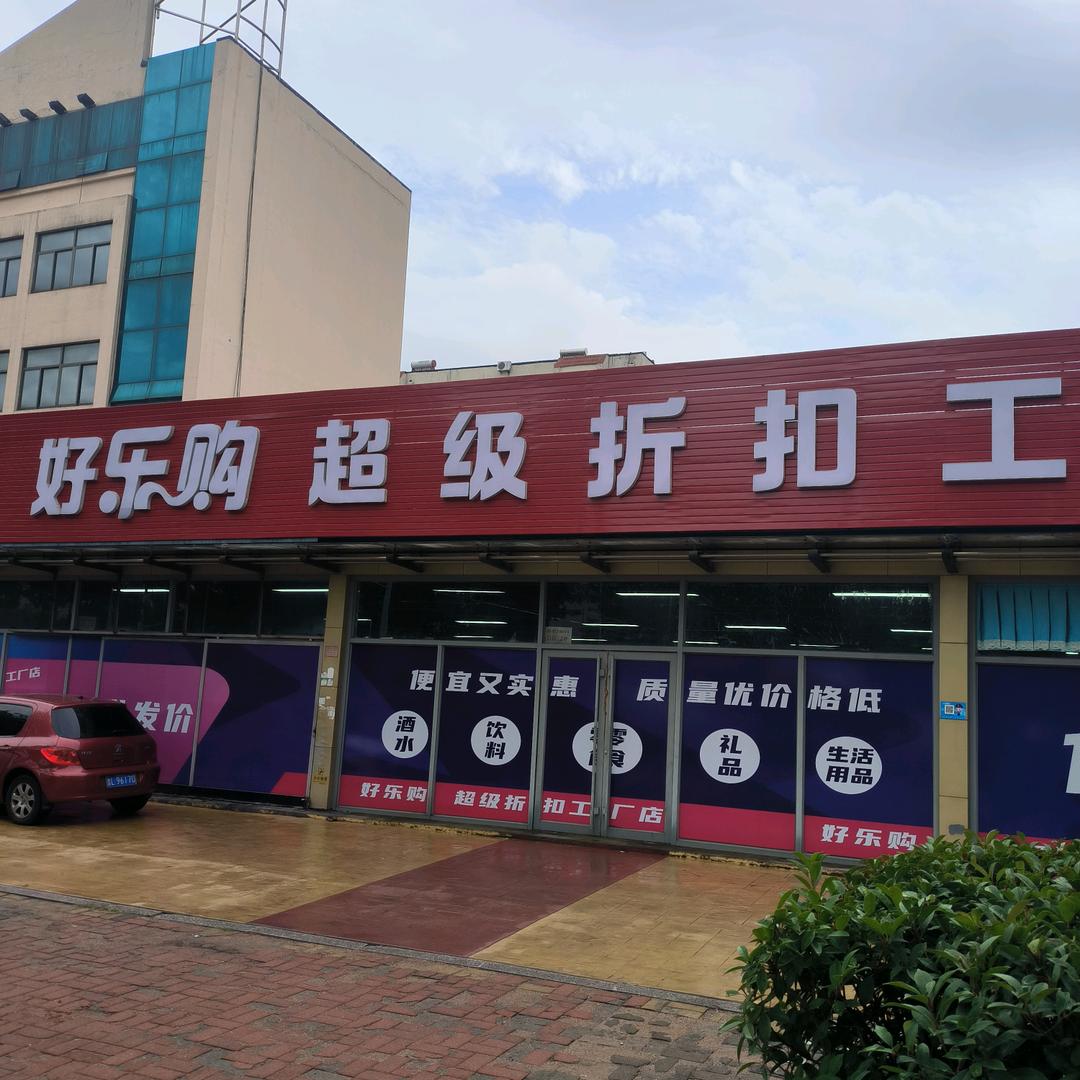 好乐购 超级折扣工
便宜又实惠 质量优价格低
工厂店
发价
酒水
饮料
零食
礼品
生活用品
好乐购 超级折扣工厂店
好乐购